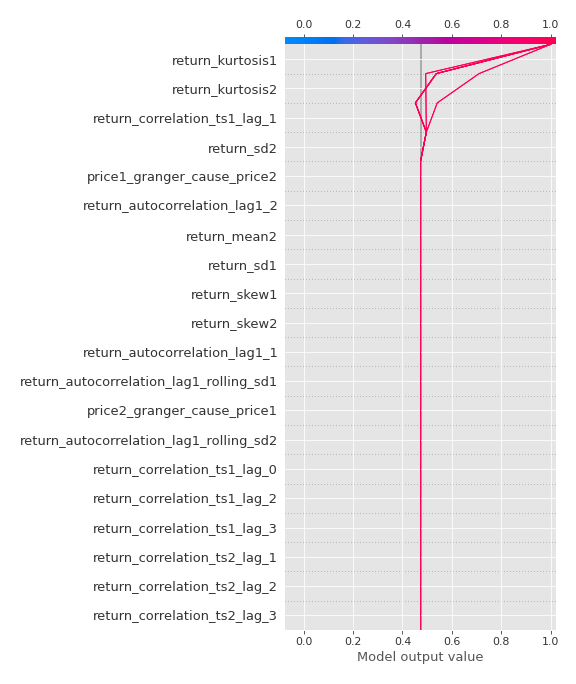 0.0 0.2 0.4 0.6 0.8 1.0
return_kurtosis1
return_kurtosis2
return_correlation_ts1_lag_1
return_sd2
price1_granger_cause_price2
return_autocorrelation_lag1_2
return_mean2
return_sd1
return_skew1
return_skew2
return_autocorrelation_lag1_1
return_autocorrelation_lag1_rolling_sd1
price2_granger_cause_price1
return_autocorrelation_lag1_rolling_sd2
return_correlation_ts1_lag_0
return_correlation_ts1_lag_2
return_correlation_ts1_lag_3
return_correlation_ts2_lag_1
return_correlation_ts2_lag_2
return_correlation_ts2_lag_3
0.0 0.2 0.4 0.6 0.8 1.0
Model output value